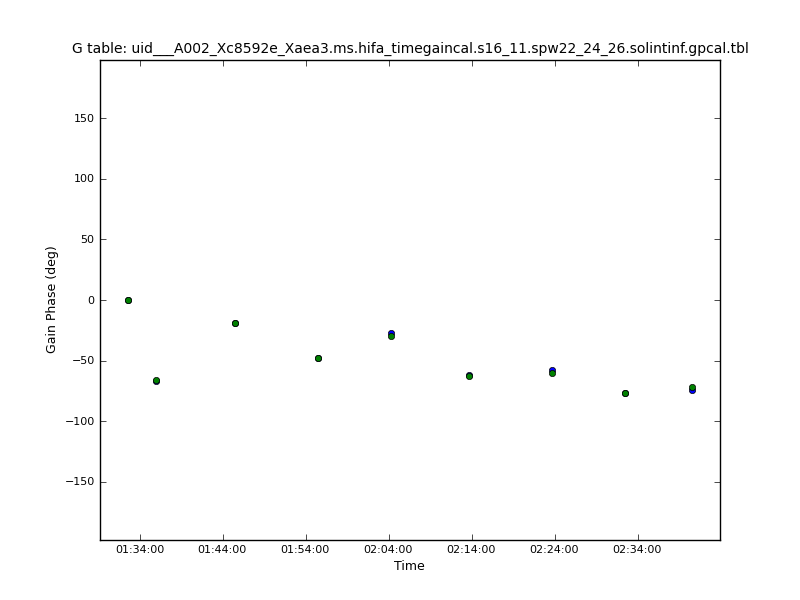 G table: uid___A002_Xc8592e_Xaea3.ms.hifa_timegaincal.s16_11.spw22_24_26.solintinf.gpcal.tbl
150
100
50
0
−50
−100
−150
Gain Phase (deg)
01:34:00 01:44:00 01:54:00 02:04:00 02:14:00 02:24:00 02:34:00
Time